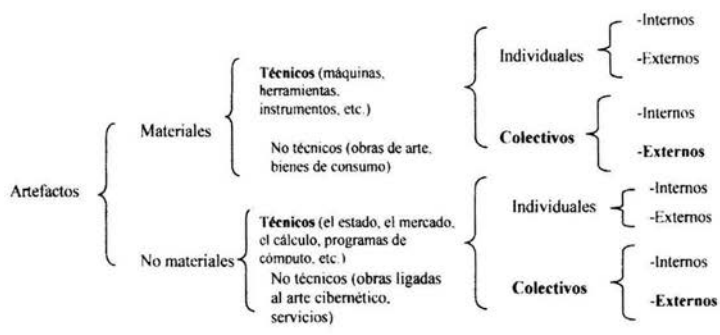 Artefactos
Materiales
Técnicos (máquinas,
herramientas,
instrumentos, etc.)
No técnicos (obras de arte,
bienes de consumo)
Individuales
-Internos
-Externos
Colectivos
-Internos
-Externos
No materiales
Técnicos (el estado, el mercado,
el cálculo, programas de
cómputo, etc.)
No técnicos (obras ligadas
al arte cibernético,
servicios)
Individuales
-Internos
-Externos
Colectivos
-Internos
-Externos